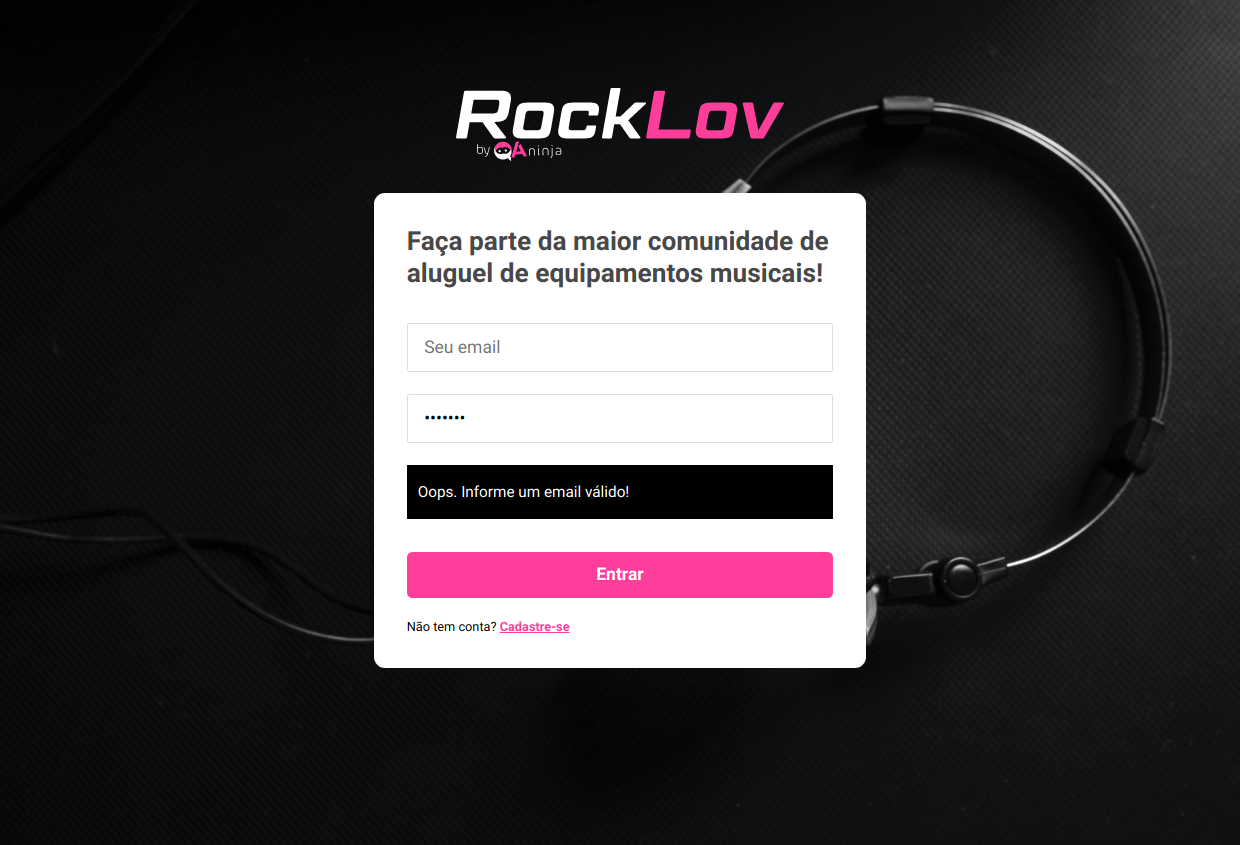 RockLov
by QAninja
Faça parte da maior comunidade de
aluguel de equipamentos musicais!
Seu email
•••••••
Oops. Informe um email válido!
Entrar
Não tem conta? Cadastre-se